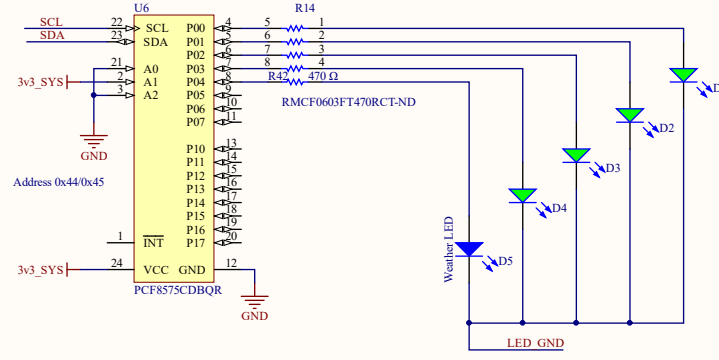 U6
R14
SCL
22
SCL
P00
4
5
1
SDA
23
SDA
P01
5
6
2
P02
6
7
3
21
A0
P03
7
8
4
3v3_SYS
2
A1
P04
8
R42
470 Ω
3
A2
P05
9
P06
10
RMCF0603FT470RCT-ND
P07
11
D
D2
GND
P10
13
P11
14
D3
Address 0x44/0x45
P12
15
P13
16
P14
17
D4
P15
18
P16
19
1
INT
P17
20
Weather LED
D5
3v3_SYS
24
VCC
GND
12
PCF8575CDBQR
GND
LED_GND